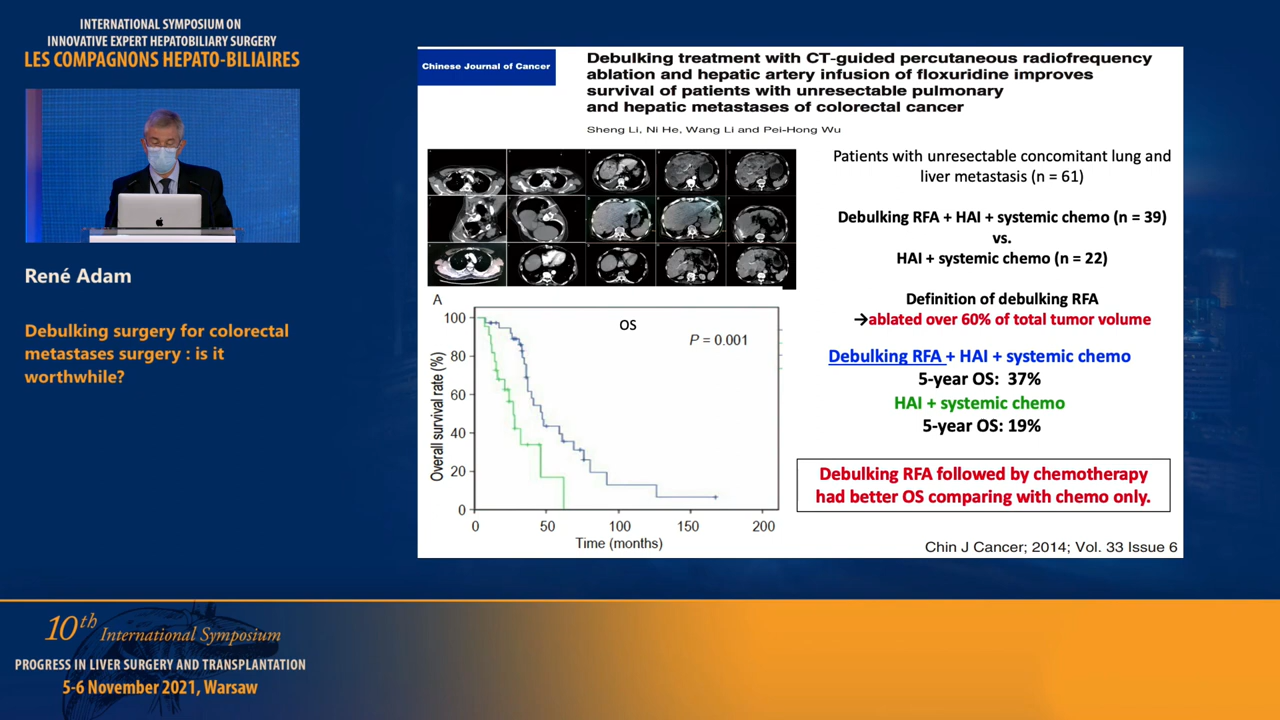 INTERNATIONAL SYMPOSIUM ON
INNOVATIVE EXPERT HEPATOBILIARY SURGERY
LES COMPAGNONS HEPATO-BILIAIRES
René Adam
Debulking surgery for colorectal
metastases surgery : is it
worthwhile?
Chinese Journal of Cancer
Debulking treatment with CT-guided percutaneous radiofrequency
ablation and hepatic artery infusion of floxuridine improves
survival of patients with unresectable pulmonary
and hepatic metastases of colorectal cancer
Sheng Li, Ni He, Wang Li and Pei-Hong Wu
Patients with unresectable concomitant lung and
liver metastasis (n = 61)
Debulking RFA + HAI + systemic chemo (n = 39)
vs.
HAI + systemic chemo (n = 22)
Definition of debulking RFA
→ablated over 60% of total tumor volume
Debulking RFA + HAI + systemic chemo
5-year OS: 37%
HAI + systemic chemo
5-year OS: 19%
Debulking RFA followed by chemotherapy
had better OS comparing with chemo only.
Chin J Cancer; 2014; Vol. 33 Issue 6
A
OS
P = 0.001
Overall survival rate (%)
100
80
60
40
20
0
0 50 100 150 200
Time (months)
10th International Symposium
PROGRESS IN LIVER SURGERY AND TRANSPLANTATION
5-6 November 2021, Warsaw